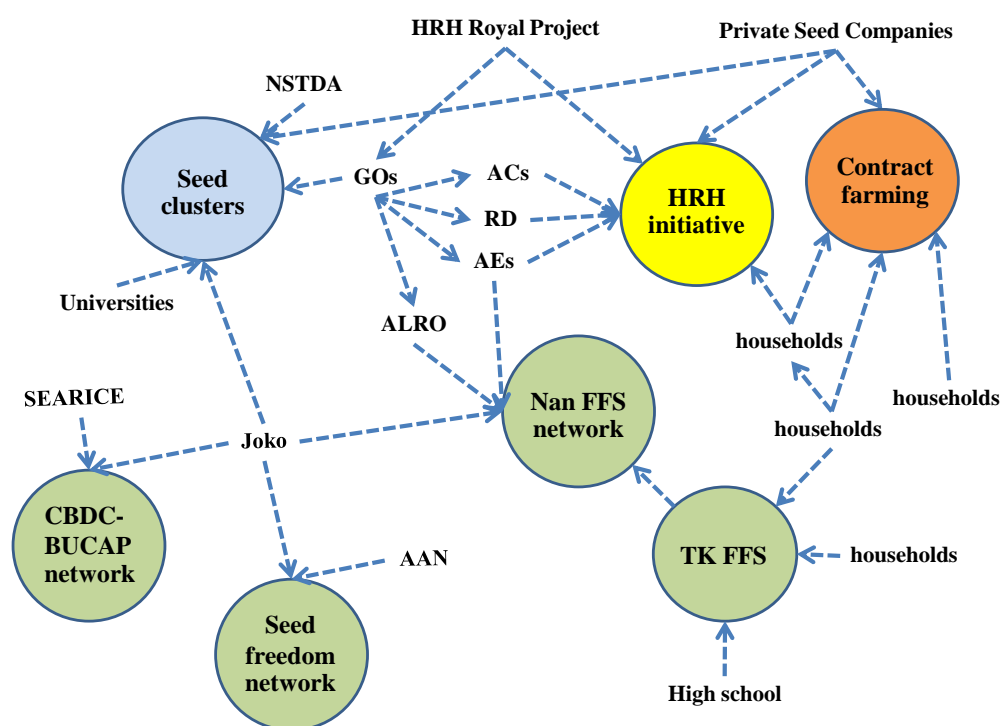 HRH Royal Project
Private Seed Companies
NSTDA
Seed
clusters
GOs
ACs
RD
AEs
HRH
initiative
Contract
farming
Universities
ALRO
households
SEARICE
Joko
Nan FFS
network
households
households
CBDC-
BUCAP
network
AAN
TK FFS
households
Seed
freedom
network
High school